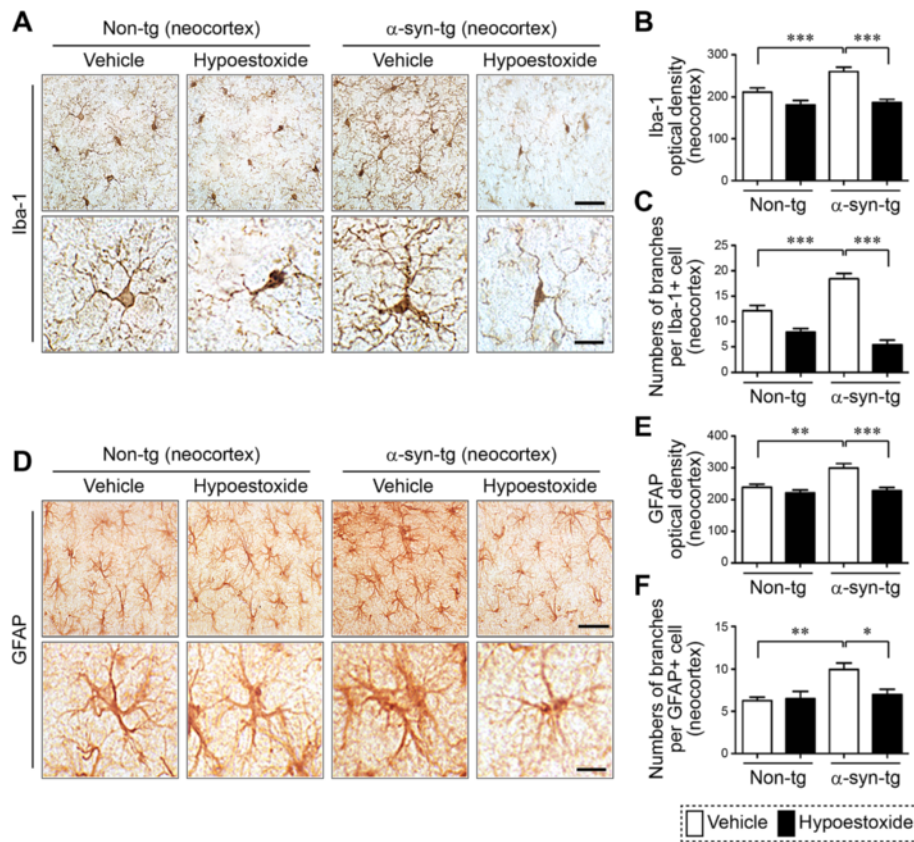 A
Non-tg (neocortex)
α-syn-tg (neocortex)
Vehicle
Hypoestoxide
Vehicle
Hypoestoxide
Iba-1
B
Iba-1
optical density
(neocortex)
300
200
100
0
***
***
Non-tg
α-syn-tg
C
Numbers of branches
per Iba-1+ cell
(neocortex)
25
20
15
10
5
0
***
***
Non-tg
α-syn-tg
D
Non-tg (neocortex)
α-syn-tg (neocortex)
Vehicle
Hypoestoxide
Vehicle
Hypoestoxide
GFAP
E
GFAP
optical density
(neocortex)
400
300
200
100
0
**
***
Non-tg
α-syn-tg
F
Numbers of branches
per GFAP+ cell
(neocortex)
15
10
5
0
**
*
Non-tg
α-syn-tg
Vehicle
Hypoestoxide